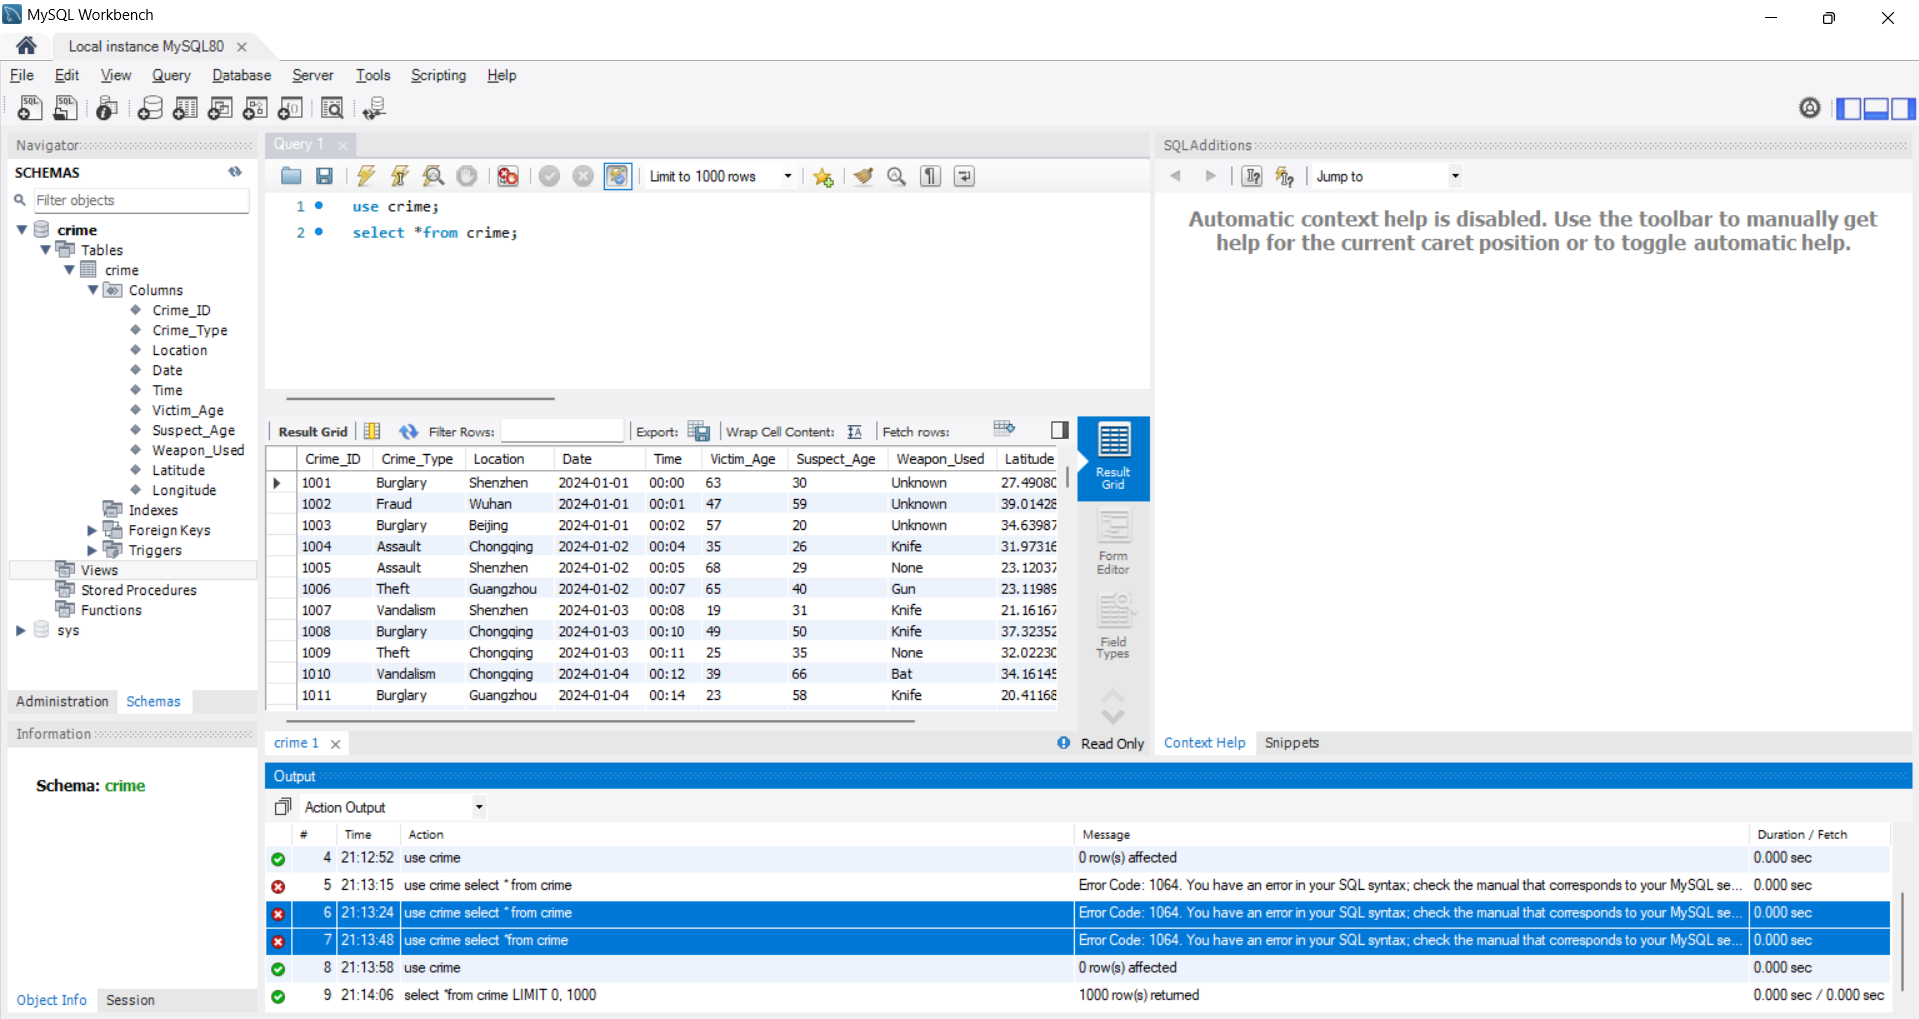 MySQL Workbench
Local instance MySQL80
File Edit View Query Database Server Tools Scripting Help
Navigator
SCHEMAS
Filter objects
crime
Tables
crime
Columns
Crime_ID
Crime_Type
Location
Date
Time
Victim_Age
Suspect_Age
Weapon_Used
Latitude
Longitude
Indexes
Foreign Keys
Triggers
Views
Stored Procedures
Functions
sys
Administration Schemas
Information
Schema: crime
Object Info Session
Query 1
Limit to 1000 rows
1 use crime;
2 select *from crime;
Result Grid Filter Rows: Export: Wrap Cell Content: Fetch rows:
Crime_ID Crime_Type Location Date Time Victim_Age Suspect_Age Weapon_Used Latitude
1001 Burglary Shenzhen 2024-01-01 00:00 63 30 Unknown 27.49080
1002 Fraud Wuhan 2024-01-01 00:01 47 59 Unknown 39.01428
1003 Burglary Beijing 2024-01-01 00:02 57 20 Unknown 34.63987
1004 Assault Chongqing 2024-01-02 00:04 35 26 Knife 31.97316
1005 Assault Shenzhen 2024-01-02 00:05 68 29 None 23.12037
1006 Theft Guangzhou 2024-01-02 00:07 65 40 Gun 23.11989
1007 Vandalism Shenzhen 2024-01-03 00:08 19 31 Knife 21.16167
1008 Burglary Chongqing 2024-01-03 00:10 49 50 Knife 37.32352
1009 Theft Chongqing 2024-01-03 00:11 25 35 None 32.02230
1010 Vandalism Chongqing 2024-01-04 00:12 39 66 Bat 34.16145
1011 Burglary Guangzhou 2024-01-04 00:14 23 58 Knife 20.41168
Result
Grid
Form
Editor
Field
Types
crime 1
Read Only
SQLAdditions
Jump to
Automatic context help is disabled. Use the toolbar to manually get
help for the current caret position or to toggle automatic help.
Context Help Snippets
Output
Action Output
# Time Action Message Duration / Fetch
4 21:12:52 use crime 0 row(s) affected 0.000 sec
5 21:13:15 use crime select * from crime Error Code: 1064. You have an error in your SQL syntax; check the manual that corresponds to your MySQL se... 0.000 sec
6 21:13:24 use crime select * from crime Error Code: 1064. You have an error in your SQL syntax; check the manual that corresponds to your MySQL se... 0.000 sec
7 21:13:48 use crime select *from crime Error Code: 1064. You have an error in your SQL syntax; check the manual that corresponds to your MySQL se... 0.000 sec
8 21:13:58 use crime 0 row(s) affected 0.000 sec
9 21:14:06 select *from crime LIMIT 0, 1000 1000 row(s) returned 0.000 sec / 0.000 sec